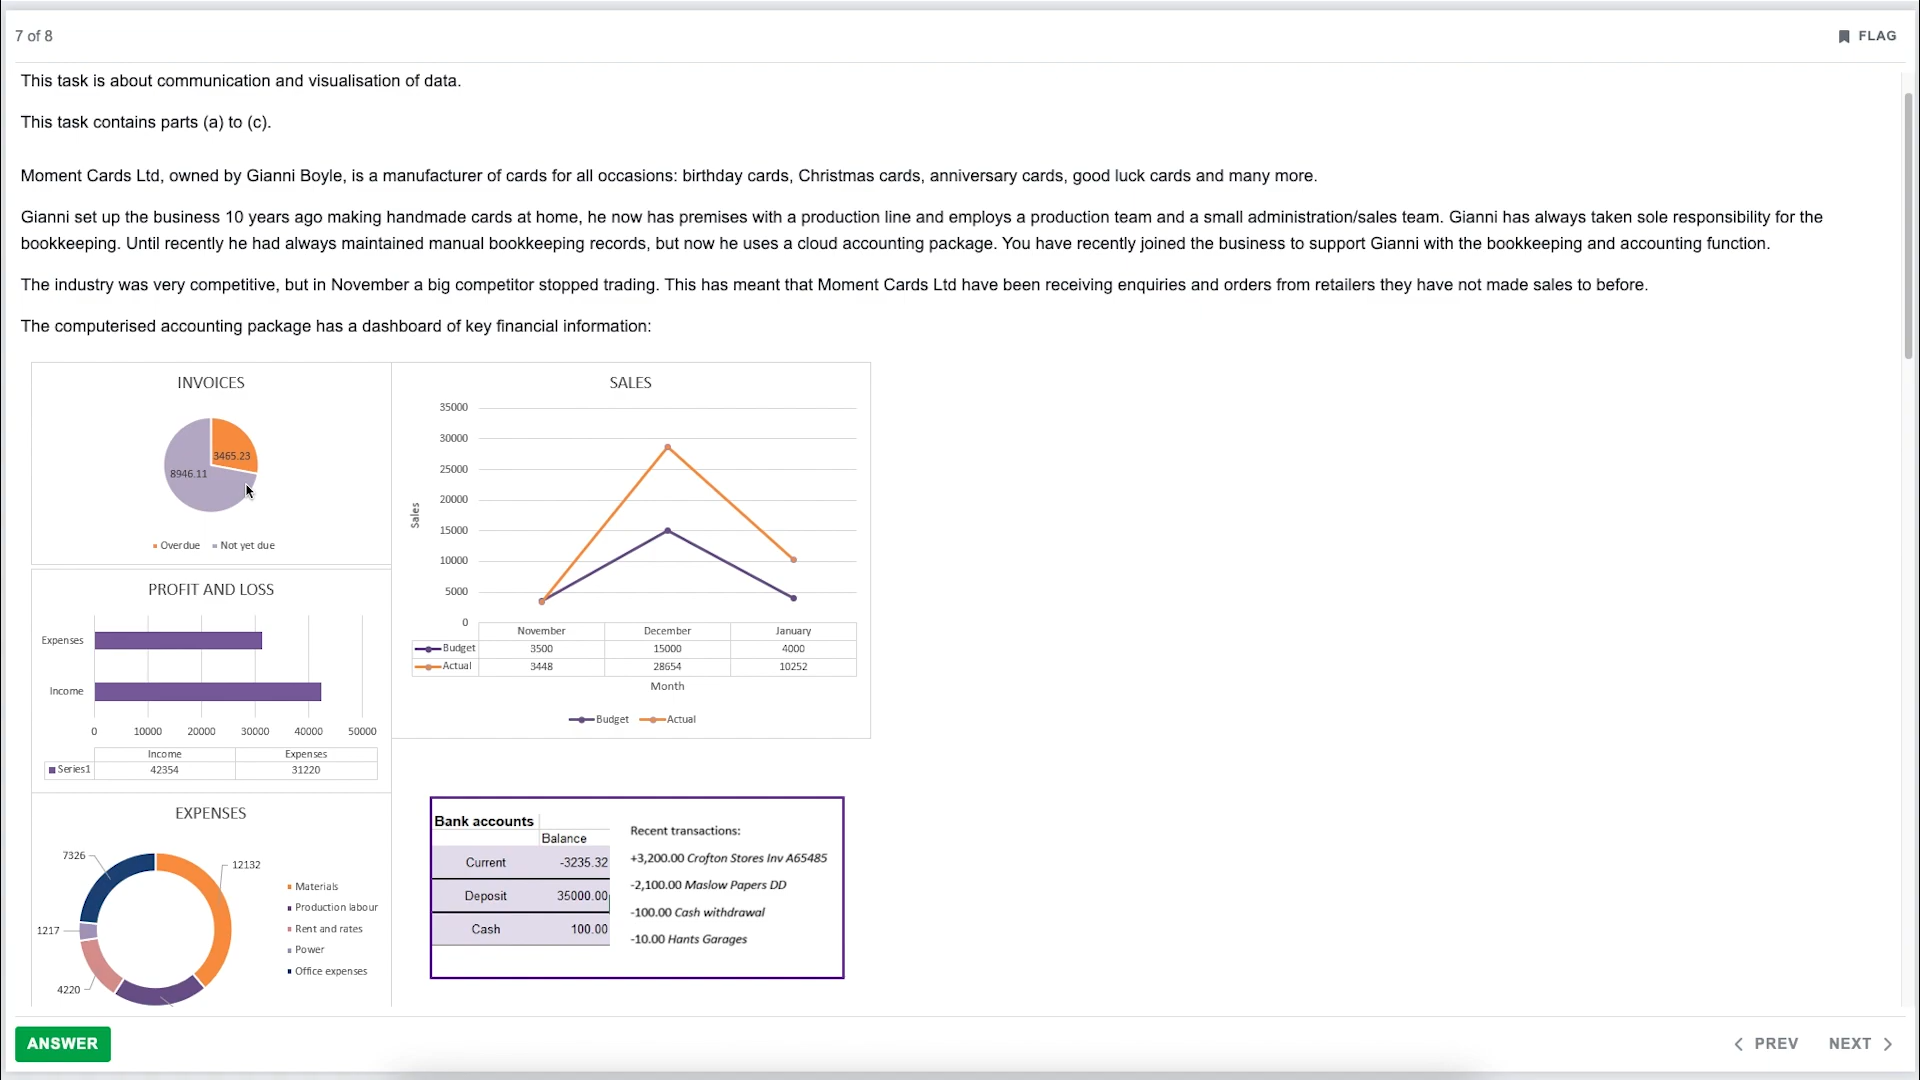 7 of 8
FLAG
This task is about communication and visualisation of data.
This task contains parts (a) to (c).
Moment Cards Ltd, owned by Gianni Boyle, is a manufacturer of cards for all occasions: birthday cards, Christmas cards, anniversary cards, good luck cards and many more.
Gianni set up the business 10 years ago making handmade cards at home, he now has premises with a production line and employs a production team and a small administration/sales team. Gianni has always taken sole responsibility for the
bookkeeping. Until recently he had always maintained manual bookkeeping records, but now he uses a cloud accounting package. You have recently joined the business to support Gianni with the bookkeeping and accounting function.
The industry was very competitive, but in November a big competitor stopped trading. This has meant that Moment Cards Ltd have been receiving enquiries and orders from retailers they have not made sales to before.
The computerised accounting package has a dashboard of key financial information:
INVOICES
3465.23
8946.11
Overdue Not yet due
PROFIT AND LOSS
Expenses
Income
0 10000 20000 30000 40000 50000
Income Expenses
Series1 42354 31220
EXPENSES
7326
12132
1217
4220
Materials
Production labour
Rent and rates
Power
Office expenses
SALES
35000
30000
25000
20000
15000
10000
5000
0
Sales
November December January
Budget 3500 15000 4000
Actual 3448 28654 10252
Month
Budget Actual
Bank accounts
Balance
Current -3235.32
Deposit 35000.00
Cash 100.00
Recent transactions:
+3,200.00 Crofton Stores Inv A65485
-2,100.00 Maslow Papers DD
-100.00 Cash withdrawal
-10.00 Hants Garages
ANSWER
PREV
NEXT